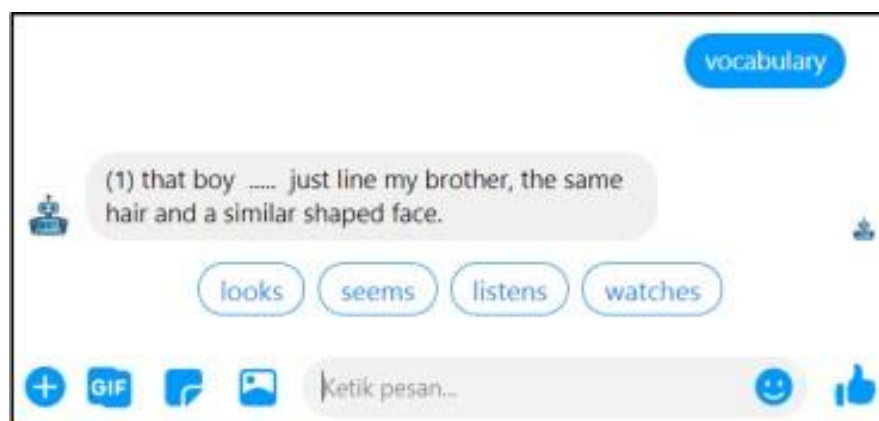 vocabulary
(1) that boy ..... just line my brother, the same
hair and a similar shaped face.
looks seems listens watches
GIF Ketik pesan...